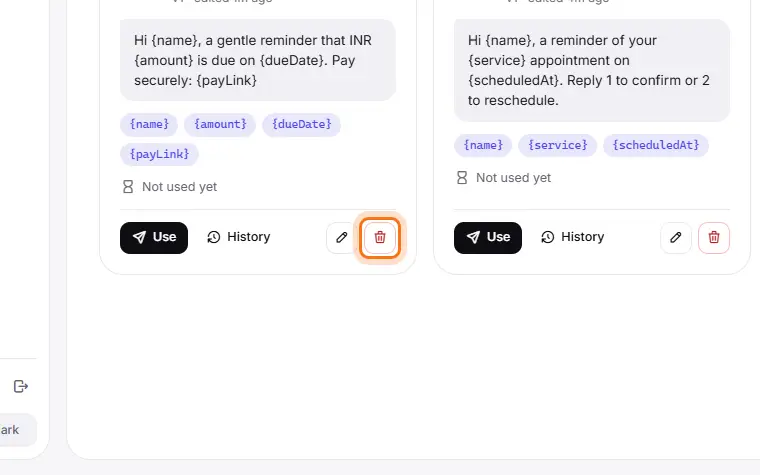 Hi {name}, a gentle reminder that INR
{amount} is due on {dueDate}. Pay
securely: {payLink}
{name} {amount} {dueDate}
{payLink}
Not used yet
Use History
Hi {name}, a reminder of your
{service} appointment on
{scheduledAt}. Reply 1 to confirm or 2
to reschedule.
{name} {service} {scheduledAt}
Not used yet
Use History
ark